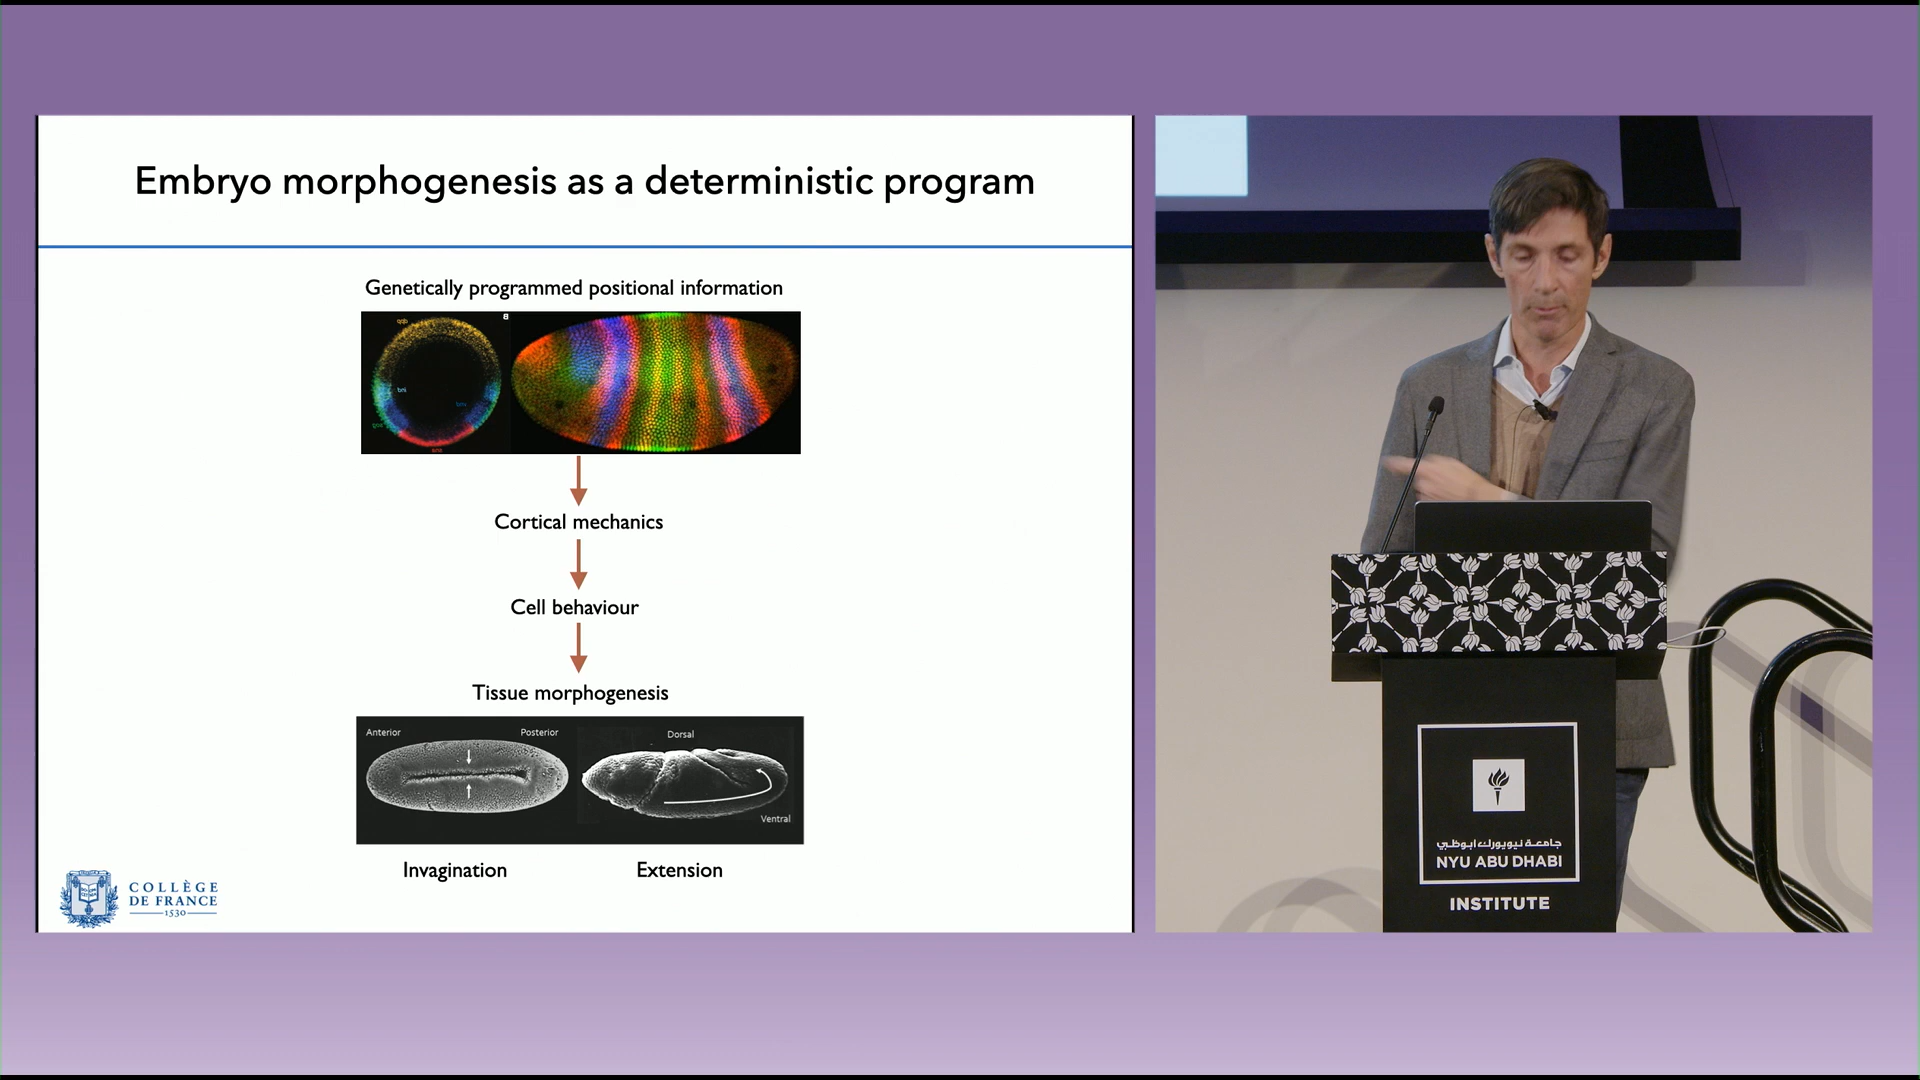 Embryo morphogenesis as a deterministic program
Genetically programmed positional information
B
Cortical mechanics
Cell behaviour
Tissue morphogenesis
Anterior
Posterior
Dorsal
Ventral
Invagination
Extension
COLLÈGE
DE FRANCE
1530
جامعة نيويورك أبوظبي
NYU ABU DHABI
INSTITUTE